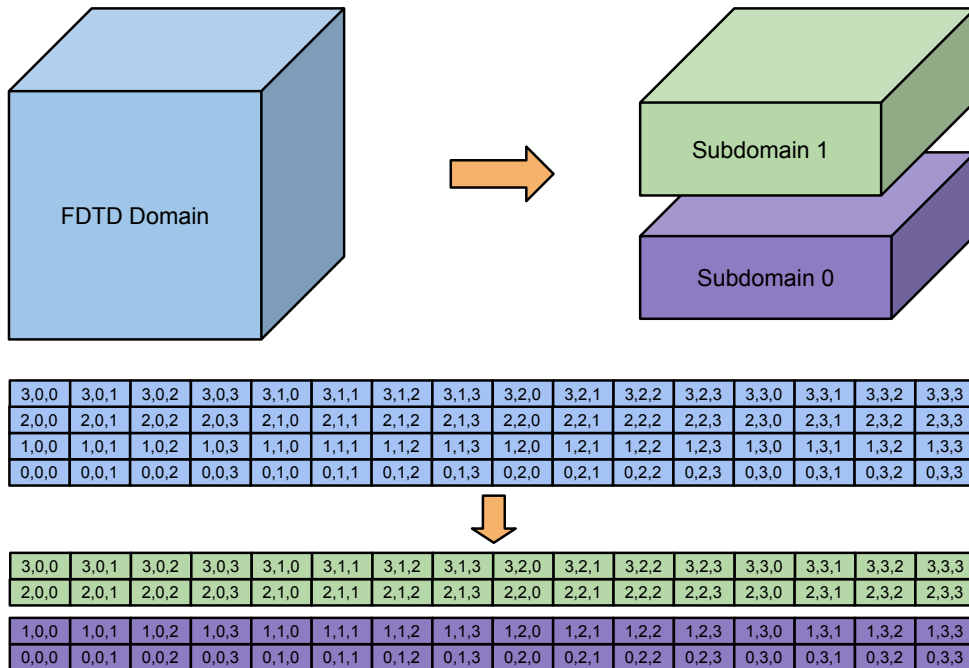 Subdomain 1
FDTD Domain
Subdomain 0
3,0,0 3,0,1 3,0,2 3,0,3 3,1,0 3,1,1 3,1,2 3,1,3 3,2,0 3,2,1 3,2,2 3,2,3 3,3,0 3,3,1 3,3,2 3,3,3
2,0,0 2,0,1 2,0,2 2,0,3 2,1,0 2,1,1 2,1,2 2,1,3 2,2,0 2,2,1 2,2,2 2,2,3 2,3,0 2,3,1 2,3,2 2,3,3
1,0,0 1,0,1 1,0,2 1,0,3 1,1,0 1,1,1 1,1,2 1,1,3 1,2,0 1,2,1 1,2,2 1,2,3 1,3,0 1,3,1 1,3,2 1,3,3
0,0,0 0,0,1 0,0,2 0,0,3 0,1,0 0,1,1 0,1,2 0,1,3 0,2,0 0,2,1 0,2,2 0,2,3 0,3,0 0,3,1 0,3,2 0,3,3
3,0,0 3,0,1 3,0,2 3,0,3 3,1,0 3,1,1 3,1,2 3,1,3 3,2,0 3,2,1 3,2,2 3,2,3 3,3,0 3,3,1 3,3,2 3,3,3
2,0,0 2,0,1 2,0,2 2,0,3 2,1,0 2,1,1 2,1,2 2,1,3 2,2,0 2,2,1 2,2,2 2,2,3 2,3,0 2,3,1 2,3,2 2,3,3
1,0,0 1,0,1 1,0,2 1,0,3 1,1,0 1,1,1 1,1,2 1,1,3 1,2,0 1,2,1 1,2,2 1,2,3 1,3,0 1,3,1 1,3,2 1,3,3
0,0,0 0,0,1 0,0,2 0,0,3 0,1,0 0,1,1 0,1,2 0,1,3 0,2,0 0,2,1 0,2,2 0,2,3 0,3,0 0,3,1 0,3,2 0,3,3